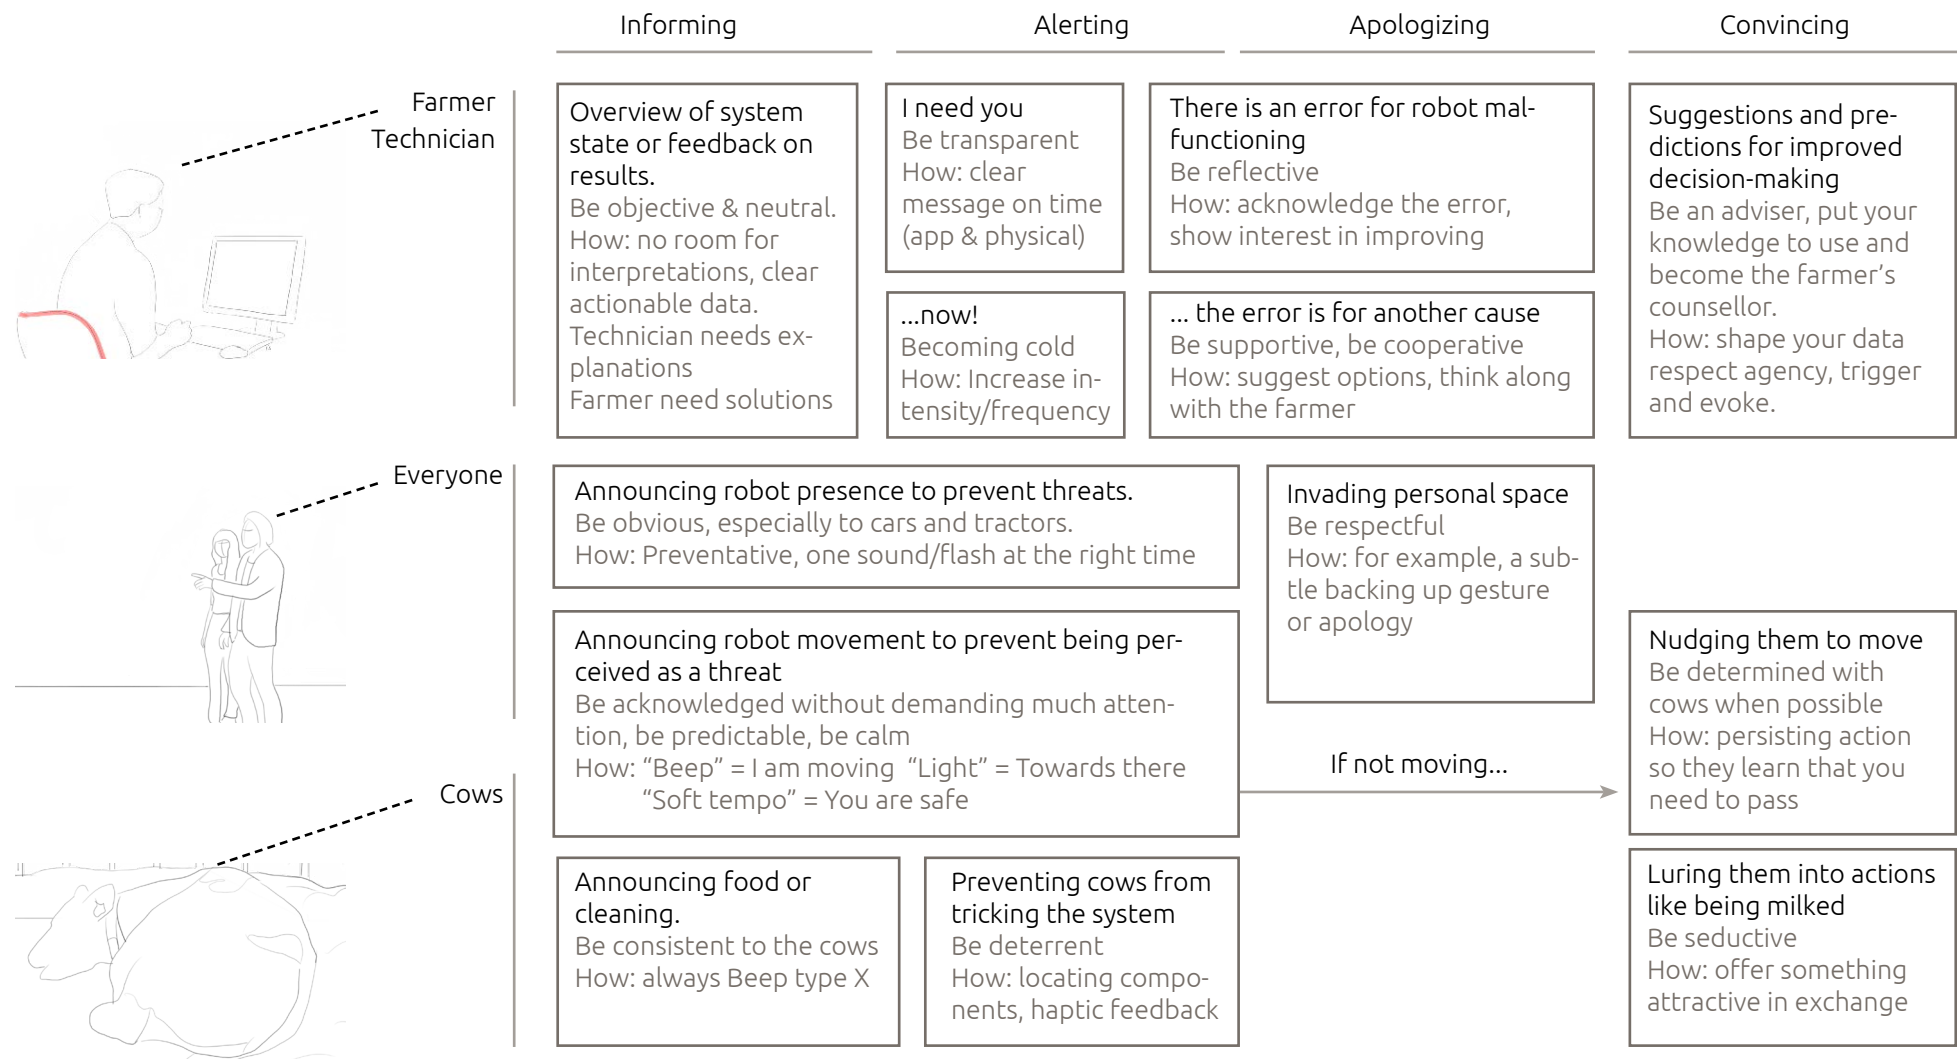 Informing
Alerting
Apologizing
Convincing
Farmer
Technician
Overview of system
state or feedback on
results.
Be objective & neutral.
How: no room for
interpretations, clear
actionable data.
Technician needs ex-
planations
Farmer need solutions
I need you
Be transparent
How: clear
message on time
(app & physical)
...now!
Becoming cold
How: Increase in-
tensity/frequency
There is an error for robot mal-
functioning
Be reflective
How: acknowledge the error,
show interest in improving
... the error is for another cause
Be supportive, be cooperative
How: suggest options, think along
with the farmer
Suggestions and pre-
dictions for improved
decision-making
Be an adviser, put your
knowledge to use and
become the farmer’s
counsellor.
How: shape your data
respect agency, trigger
and evoke.
Everyone
Announcing robot presence to prevent threats.
Be obvious, especially to cars and tractors.
How: Preventative, one sound/flash at the right time
Invading personal space
Be respectful
How: for example, a sub-
tle backing up gesture
or apology
Announcing robot movement to prevent being per-
ceived as a threat
Be acknowledged without demanding much atten-
tion, be predictable, be calm
How: “Beep” = I am moving “Light” = Towards there
“Soft tempo” = You are safe
If not moving...
Nudging them to move
Be determined with
cows when possible
How: persisting action
so they learn that you
need to pass
Cows
Announcing food or
cleaning.
Be consistent to the cows
How: always Beep type X
Preventing cows from
tricking the system
Be deterrent
How: locating compo-
nents, haptic feedback
Luring them into actions
like being milked
Be seductive
How: offer something
attractive in exchange